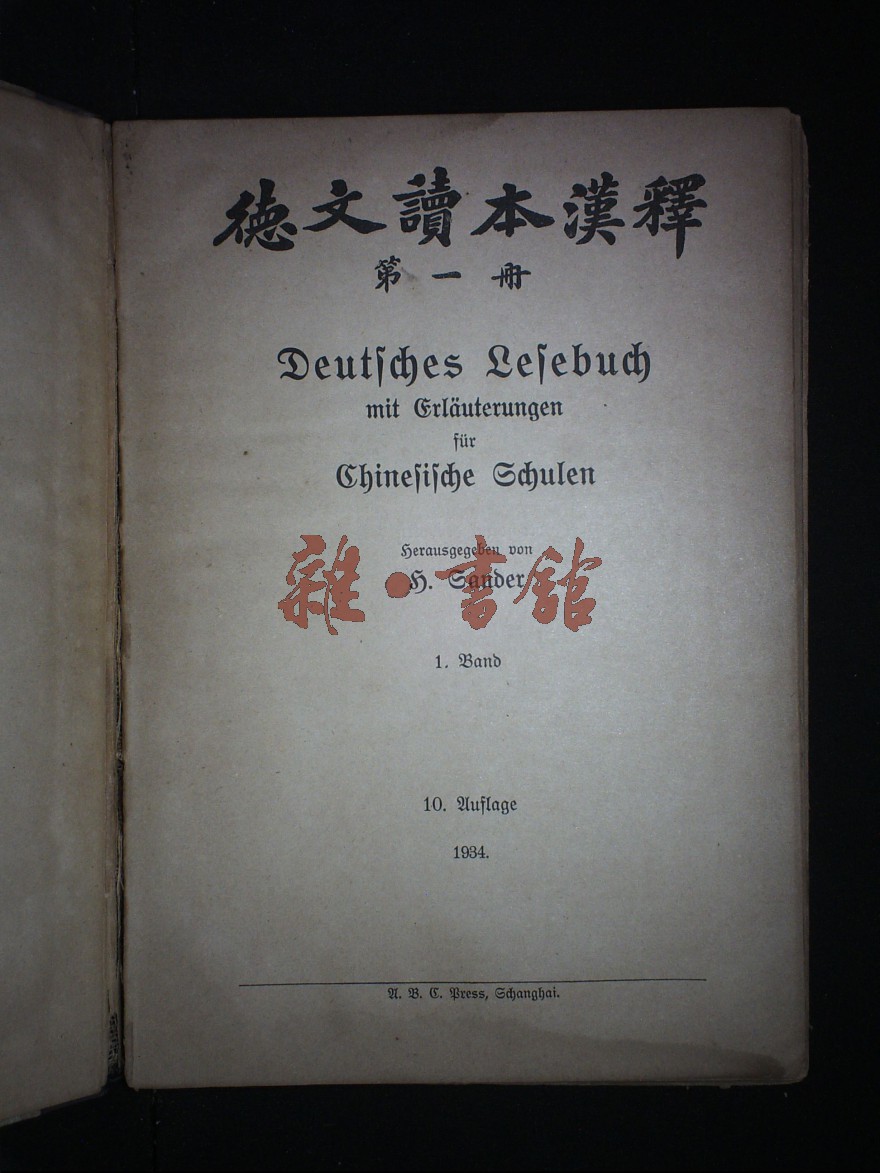 德文讀本漢釋
第一冊
Deutsches Lesebuch
mit Erläuterungen
für
Chinesische Schulen
Herausgegeben von
H. Sander
雜·書館
1. Band
10. Auflage
1934.
A. B. C. Press, Schanghai.